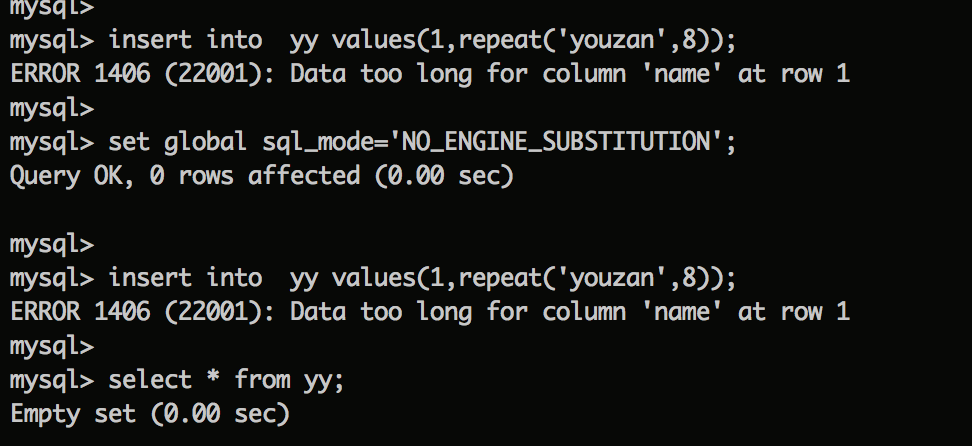 mysql>
mysql> insert into  yy values(1,repeat('youzan',8));
ERROR 1406 (22001): Data too long for column 'name' at row 1
mysql>
mysql> set global sql_mode='NO_ENGINE_SUBSTITUTION';
Query OK, 0 rows affected (0.00 sec)
mysql>
mysql> insert into  yy values(1,repeat('youzan',8));
ERROR 1406 (22001): Data too long for column 'name' at row 1
mysql>
mysql> select * from yy;
Empty set (0.00 sec)